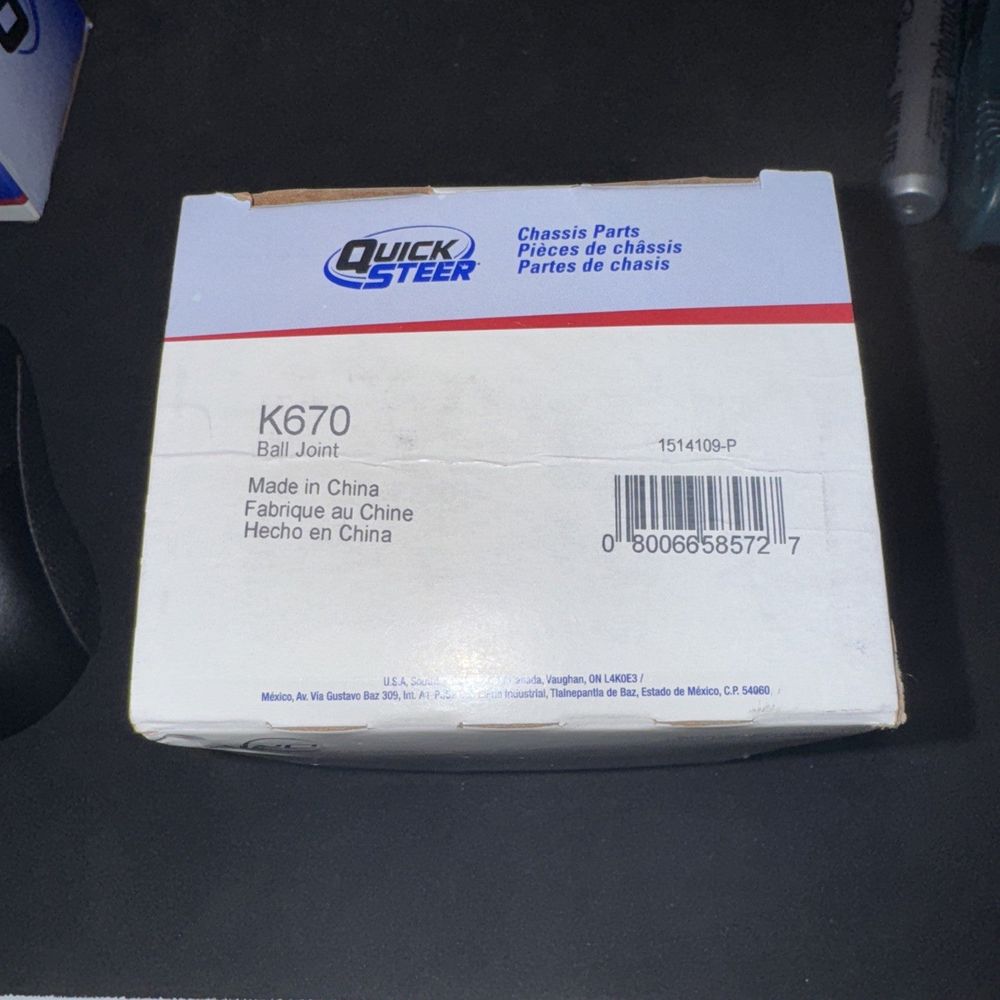 QUICK
STEER
Chassis Parts
Pièces de châssis
Partes de chasis
K670
Ball Joint
1514109-P
Made in China
Fabrique au Chine
Hecho en China
0 8006658572 7
U.S.A, Canada, Vaughan, ON L4K0E3 /
México, Av. Vía Gustavo Baz 309, Int. Industrial, Tlalnepantla de Baz, Estado de México, C.P. 54060 /